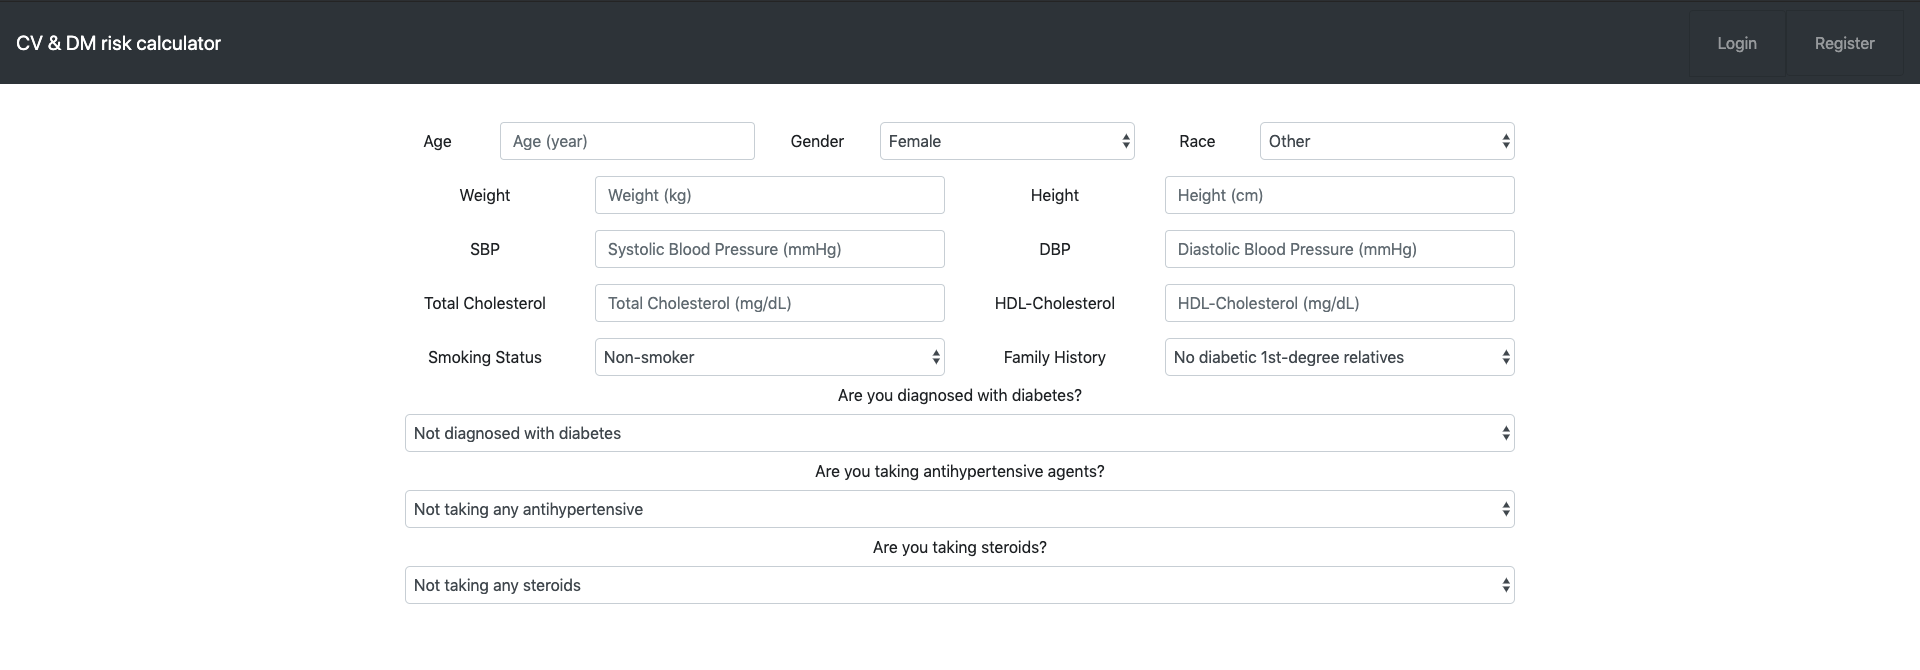 CV & DM risk calculator Login Register
Age Age (year) Gender Female Race Other
Weight Weight (kg) Height Height (cm)
SBP Systolic Blood Pressure (mmHg) DBP Diastolic Blood Pressure (mmHg)
Total Cholesterol Total Cholesterol (mg/dL) HDL-Cholesterol HDL-Cholesterol (mg/dL)
Smoking Status Non-smoker Family History No diabetic 1st-degree relatives
Are you diagnosed with diabetes?
Not diagnosed with diabetes
Are you taking antihypertensive agents?
Not taking any antihypertensive
Are you taking steroids?
Not taking any steroids